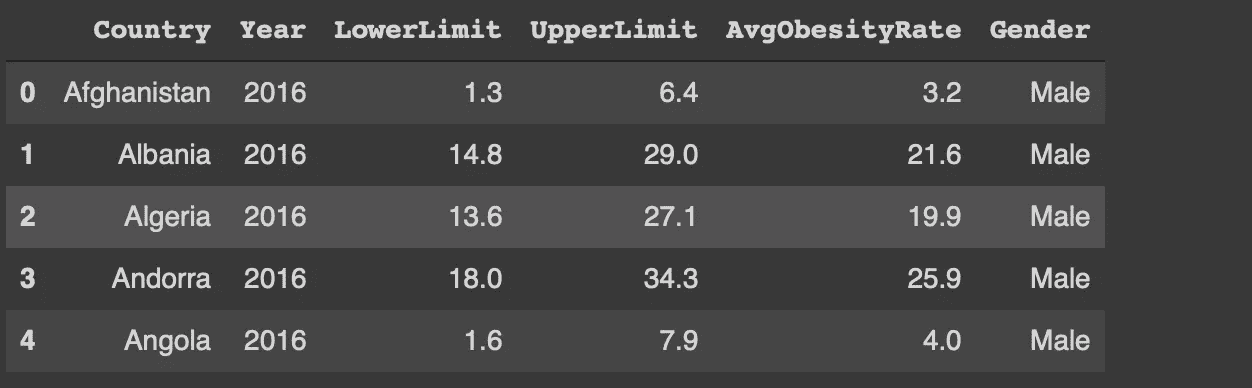 Country Year LowerLimit UpperLimit AvgObesityRate Gender
0 Afghanistan 2016 1.3 6.4 3.2 Male
1 Albania 2016 14.8 29.0 21.6 Male
2 Algeria 2016 13.6 27.1 19.9 Male
3 Andorra 2016 18.0 34.3 25.9 Male
4 Angola 2016 1.6 7.9 4.0 Male